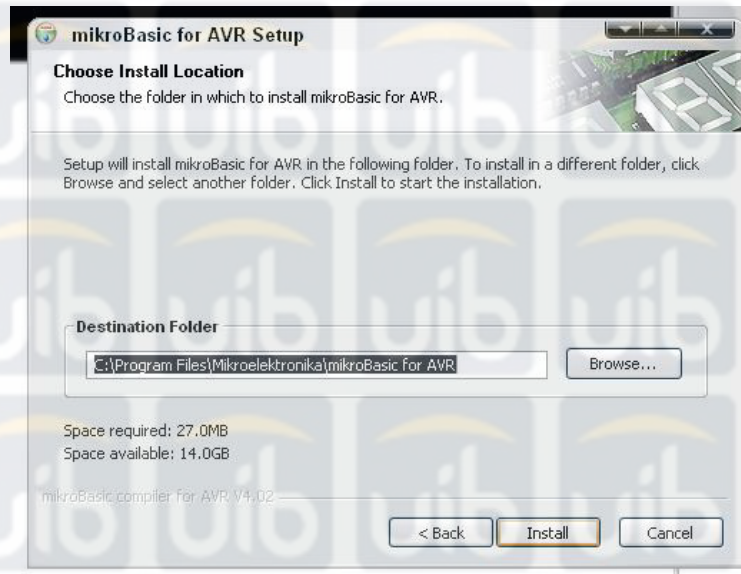 mikroBasic for AVR Setup
Choose Install Location
Choose the folder in which to install mikroBasic for AVR.
Setup will install mikroBasic for AVR in the following folder. To install in a different folder, click
Browse and select another folder. Click Install to start the installation.
Destination Folder
C:\Program Files\Mikroelektronika\mikroBasic for AVR
Browse...
Space required: 27.0MB
Space available: 14.0GB
mikroBasic compiler for AVR V4.02
< Back
Install
Cancel
uib